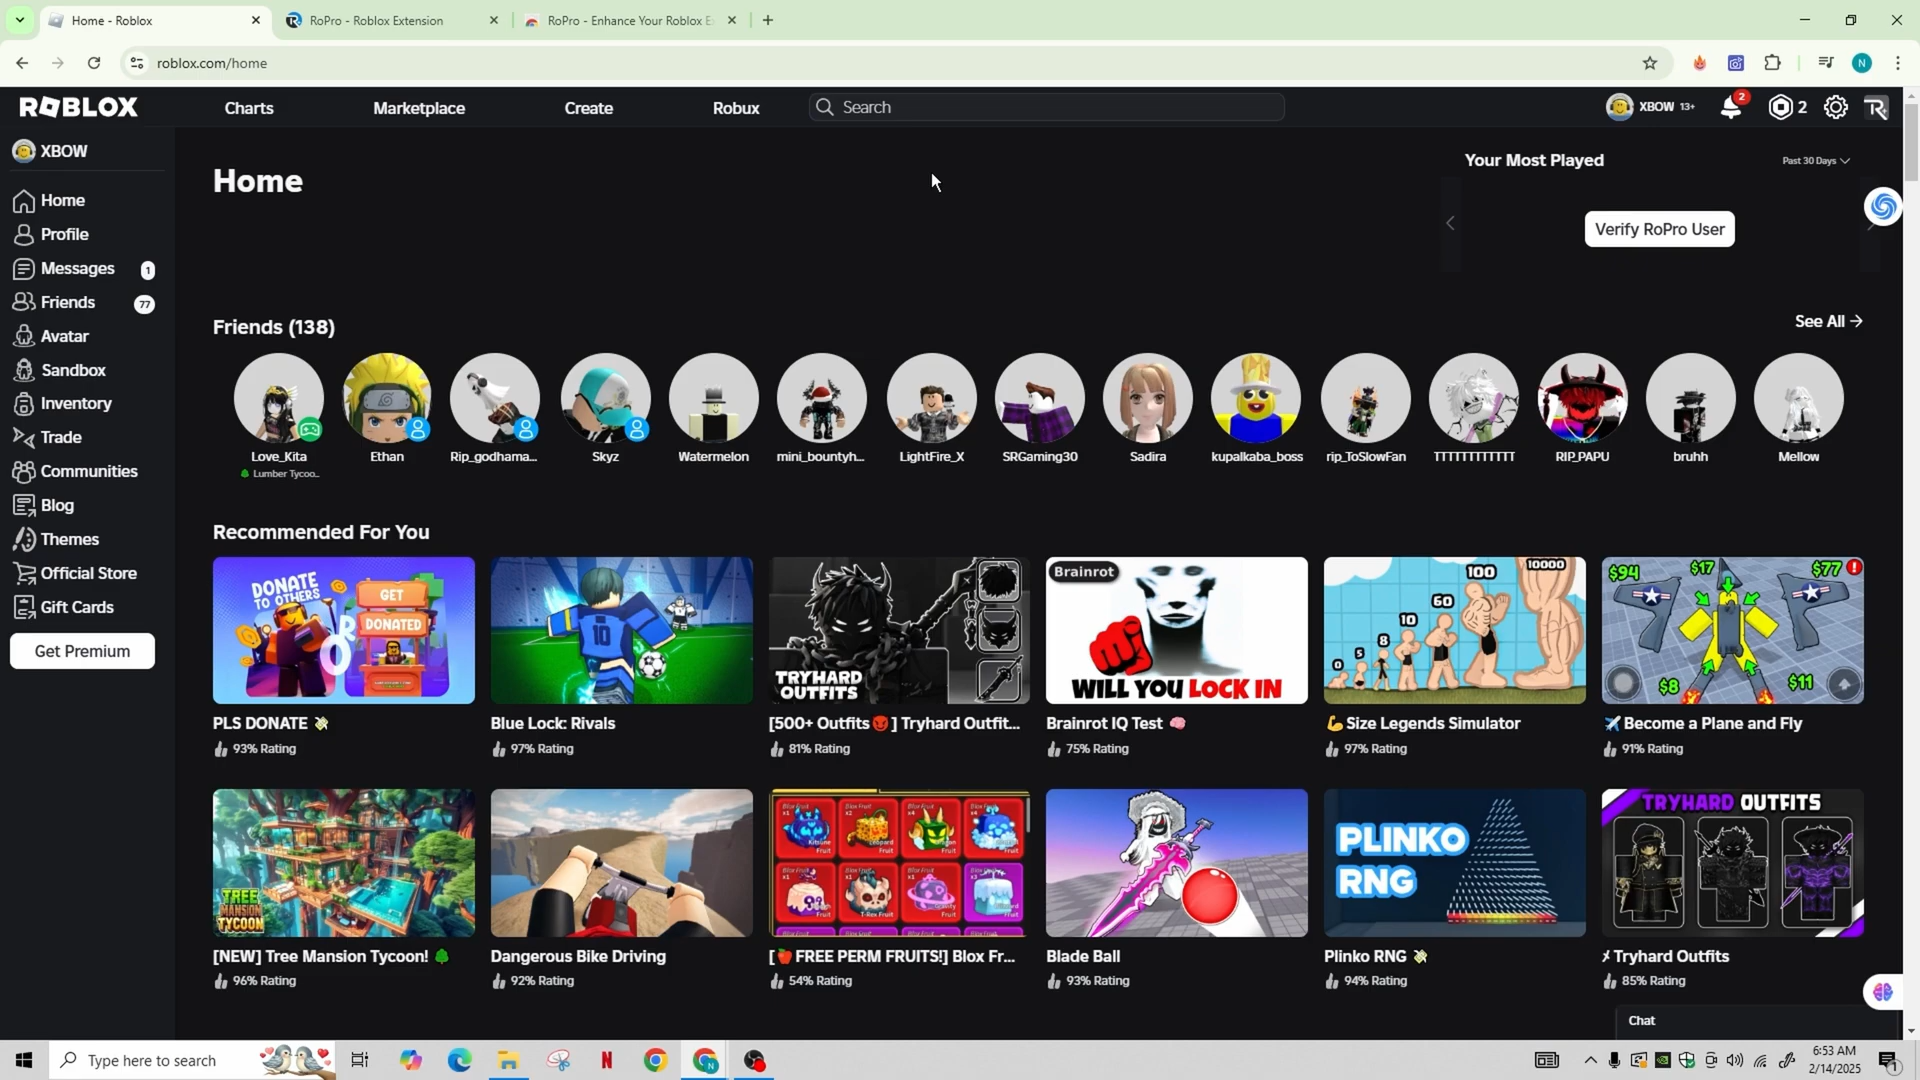 Home - Roblox
RoPro - Roblox Extension
RoPro - Enhance Your Roblox E
roblox.com/home
N
ROBLOX
Charts
Marketplace
Create
Robux
Search
XBOW 13+
2
2
XBOW
Home
Profile
Messages 1
Friends 77
Avatar
Sandbox
Inventory
Trade
Communities
Blog
Themes
Official Store
Gift Cards
Get Premium
Home
Your Most Played
Past 30 Days
Verify RoPro User
Friends (138)
See All
Love_Kita
Lumber Tycoo..
Ethan
Rip_godhama...
Skyz
Watermelon
mini_bountyh...
LightFire_X
SRGaming30
Sadira
kupalkaba_boss
rip_ToSlowFan
TTTTTTTTTTTT
RIP_PAPU
bruhh
Mellow
Recommended For You
DONATE TO OTHERS
OR
GET
DONATED
10
TRYHARD
OUTFITS
Brainrot
WILL YOU LOCK IN
0 5 8 10 60 100 10000
$94 $17 $77
$8 $11
PLS DONATE
93% Rating
Blue Lock: Rivals
97% Rating
[500+ Outfits] Tryhard Outfit...
81% Rating
Brainrot IQ Test
75% Rating
Size Legends Simulator
97% Rating
Become a Plane and Fly
91% Rating
TREE
MANSION
TYCOON
PLINKO
RNG
TRYHARD OUTFITS
[NEW] Tree Mansion Tycoon!
96% Rating
Dangerous Bike Driving
92% Rating
[FREE PERM FRUITS!] Blox Fr...
54% Rating
Blade Ball
93% Rating
Plinko RNG
94% Rating
Tryhard Outfits
85% Rating
Chat
Type here to search
6:53 AM
2/14/2025